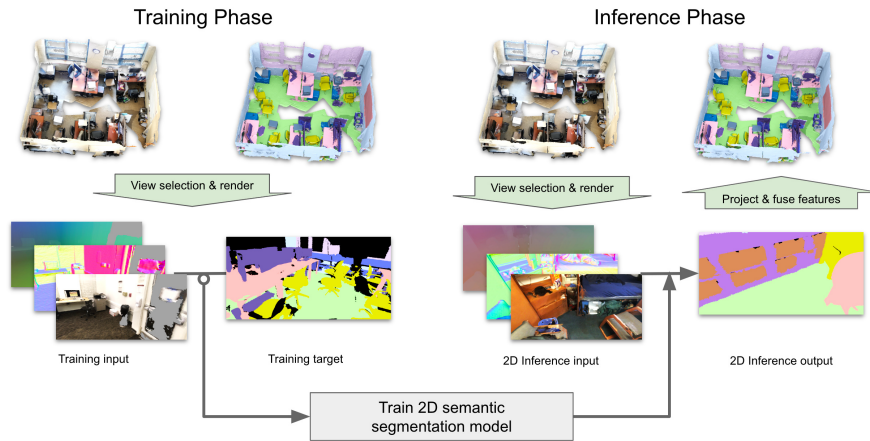 Training Phase
Inference Phase
View selection & render
View selection & render
Project & fuse features
Training input
Training target
2D Inference input
2D Inference output
Train 2D semantic
segmentation model